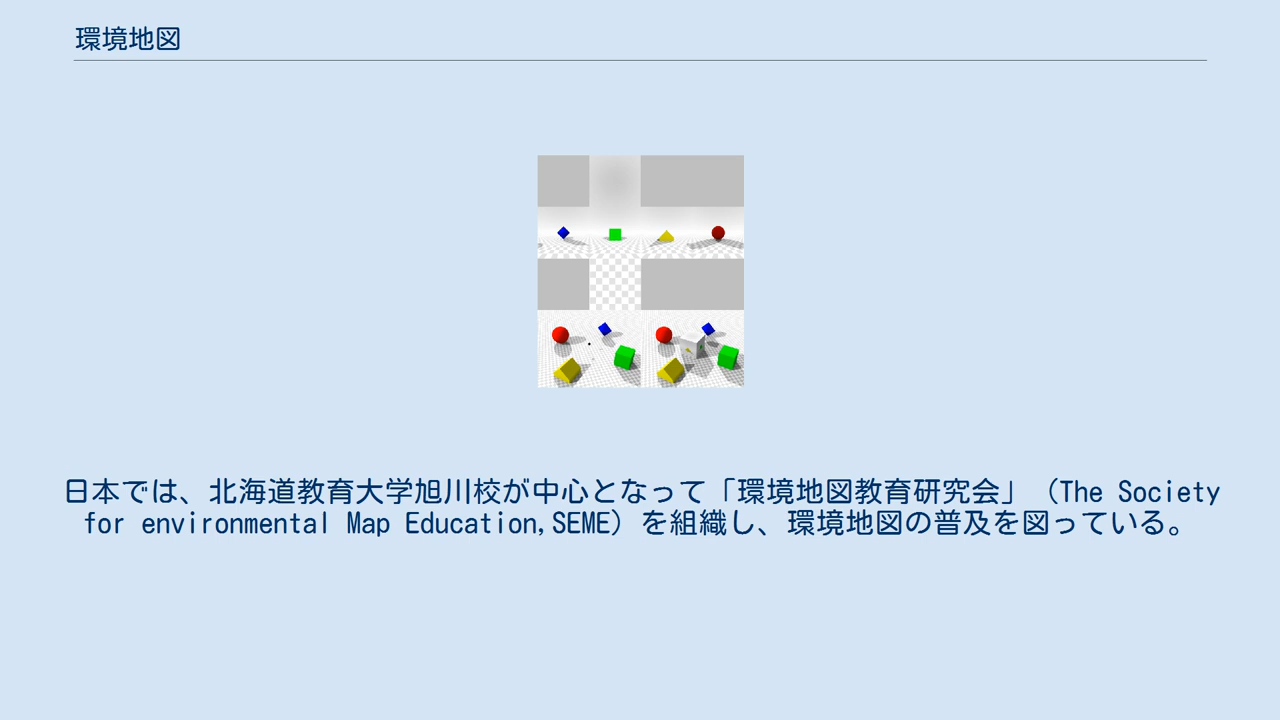 環境地図
日本では、北海道教育大学旭川校が中心となって「環境地図教育研究会」（The Society
for environmental Map Education,SEME）を組織し、環境地図の普及を図っている。